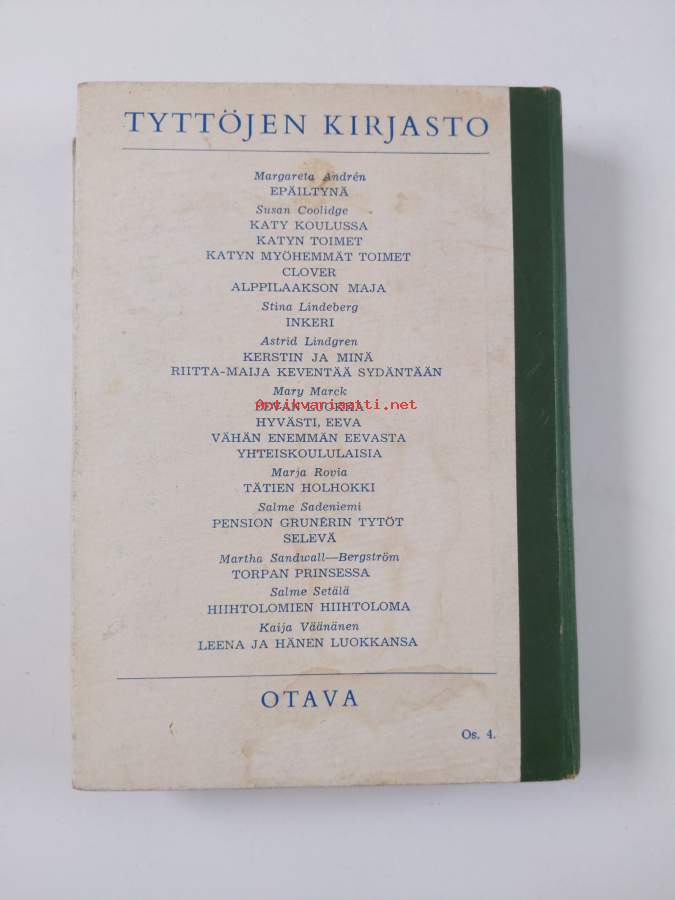 TYTTÖJEN KIRJASTO
Margareta Andrén
EPÄILTYNÄ
Susan Coolidge
KATY KOULUSSA
KATYN TOIMET
KATYN MYÖHEMMÄT TOIMET
CLOVER
ALPPILAAKSON MAJA
Stina Lindeberg
INKERI
Astrid Lindgren
KERSTIN JA MINÄ
RIITTA-MAIJA KEVENTÄÄ SYDÄNTÄÄN
Mary Marck
Antikvariaatti.net
EEVAN LUOKKA
HYVÄSTI, EEVA
VÄHÄN ENEMMÄN EEVASTA
YHTEISKOULULAISIA
Marja Rovia
TÄTIEN HOLHOKKI
Salme Sadeniemi
PENSION GRUNÉRIN TYTÖT
SELEVÄ
Martha Sandwall—Bergström
TORPAN PRINSESSA
Salme Setälä
HIIHTOLOMIEN HIIHTOLOMA
Kaija Väänänen
LEENA JA HÄNEN LUOKKANSA
OTAVA
Os. 4.